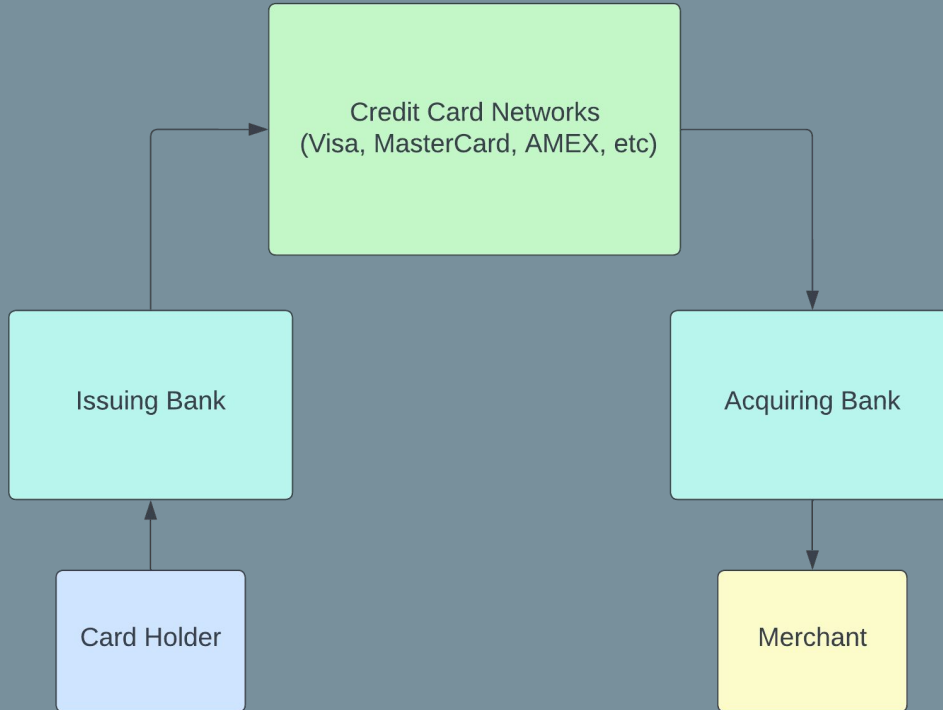 Credit Card Networks
(Visa, MasterCard, AMEX, etc)
Issuing Bank
Acquiring Bank
Card Holder
Merchant